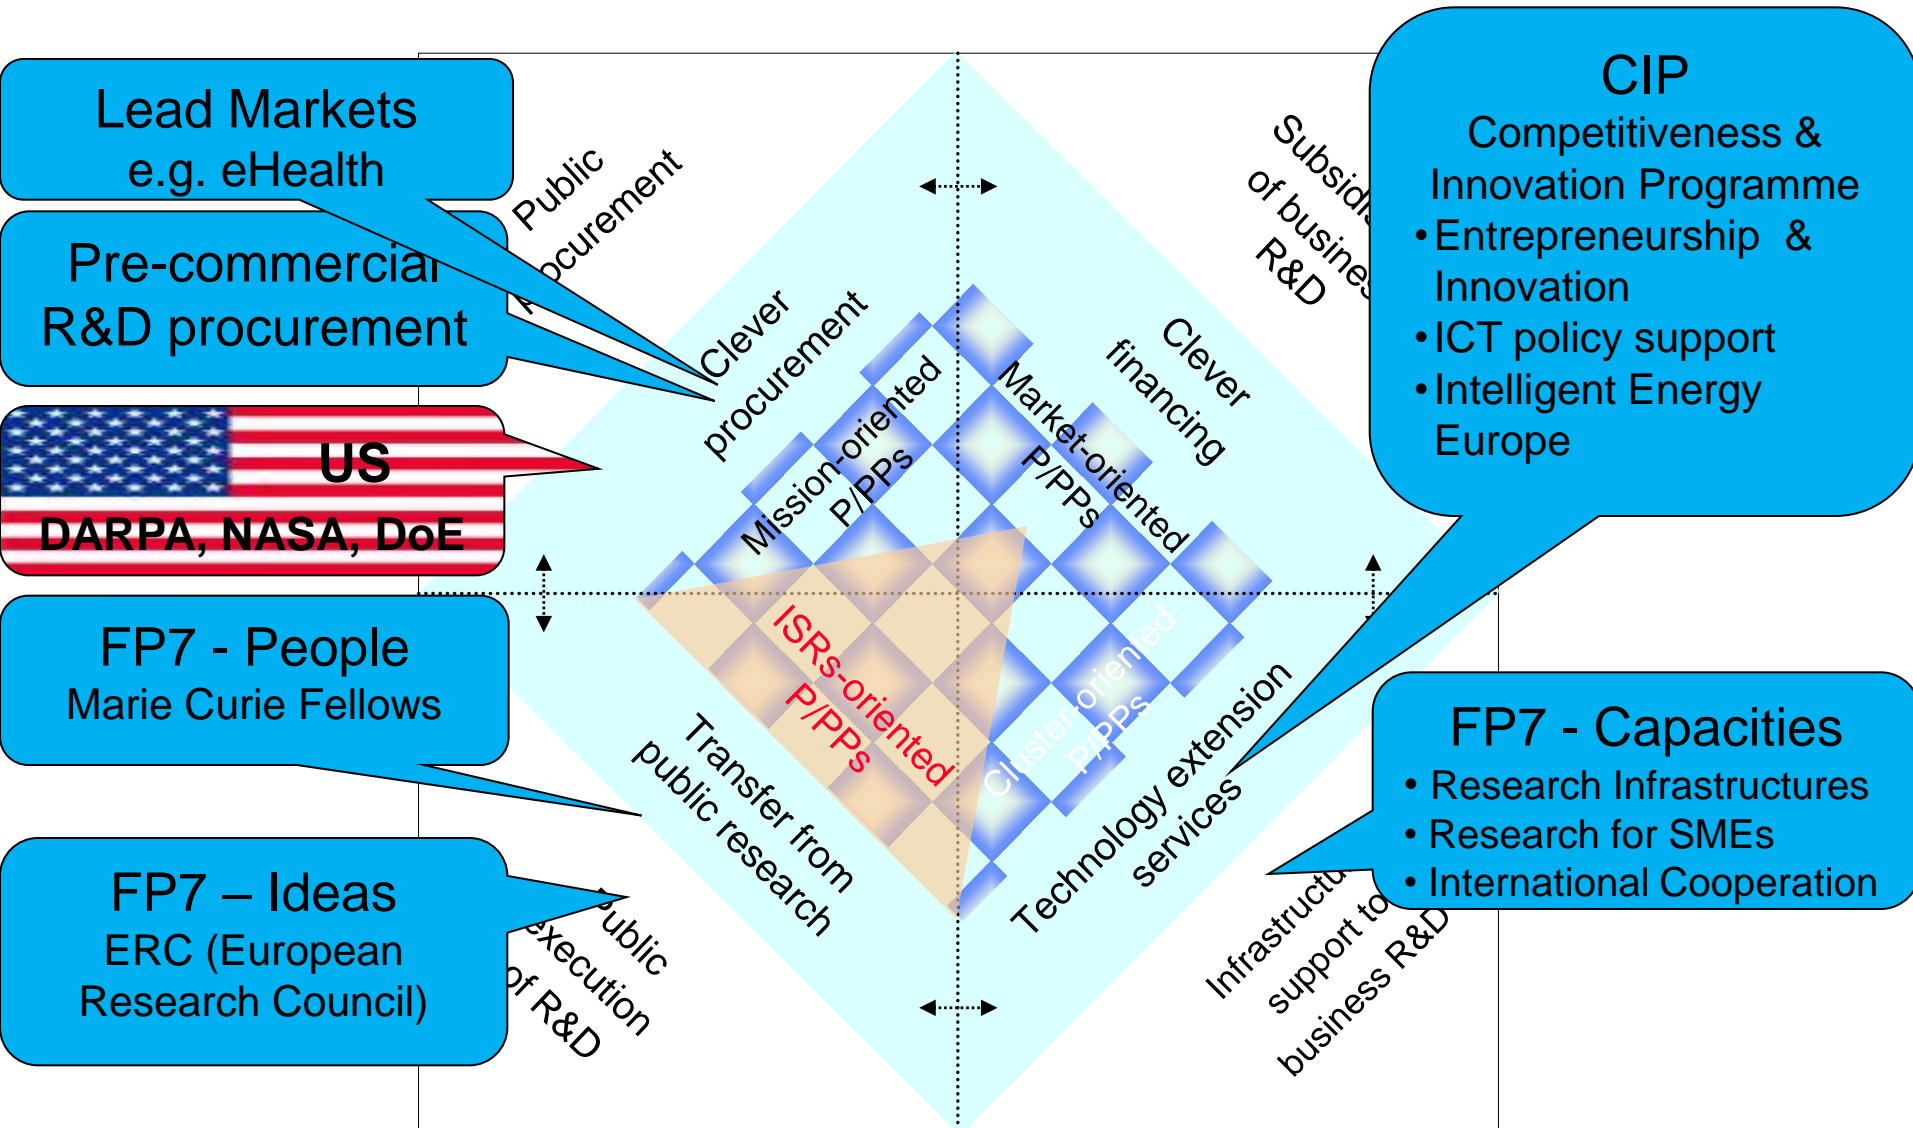 Lead Markets
e.g. eHealth
Pre-commercial
R&D procurement
US
DARPA, NASA, DoE
FP7 - People
Marie Curie Fellows
FP7 – Ideas
ERC (European
Research Council)
Public
procurement
Clever
procurement
Mission-oriented
P/PPs
Market-oriented
P/PPs
Clever
financing
of business
R&D
ISRs-oriented
P/PPs
Cluster-oriented
P/PPs
Transfer from
public research
Technology extension
services
Public
execution
of R&D
support to
business R&D
CIP
Competitiveness &
Innovation Programme
•Entrepreneurship &
Innovation
•ICT policy support
•Intelligent Energy
Europe
FP7 - Capacities
• Research Infrastructures
• Research for SMEs
• International Cooperation